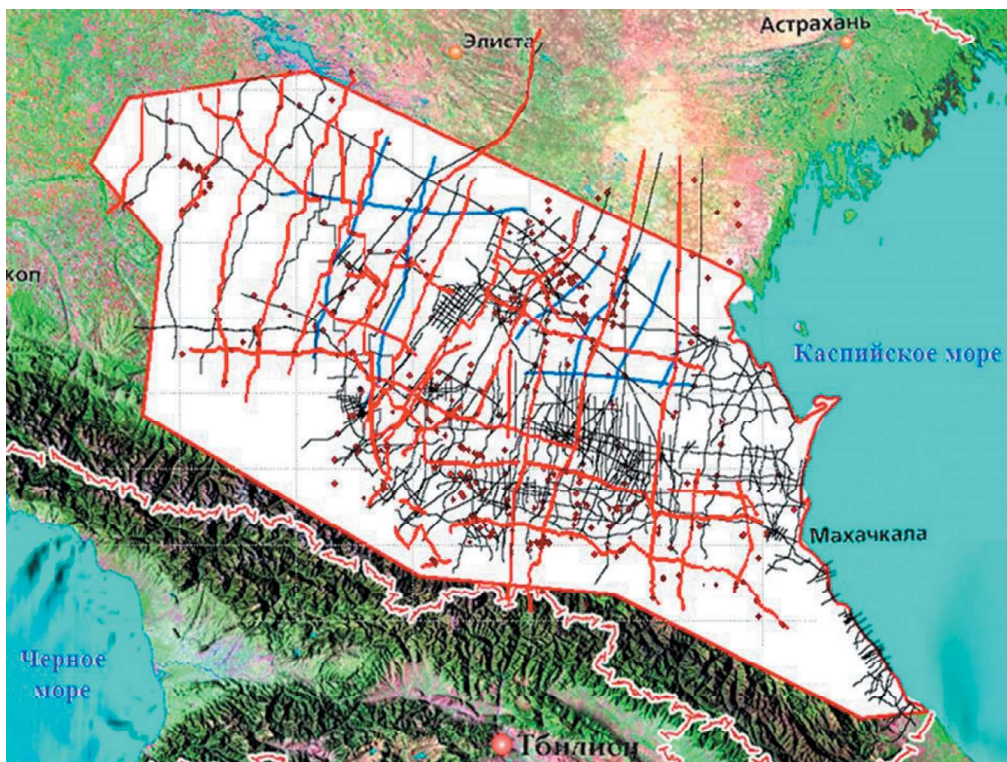 Астрахань
Элиста
коп
Каспийское море
Махачкала
Черное
море
Тбилиси